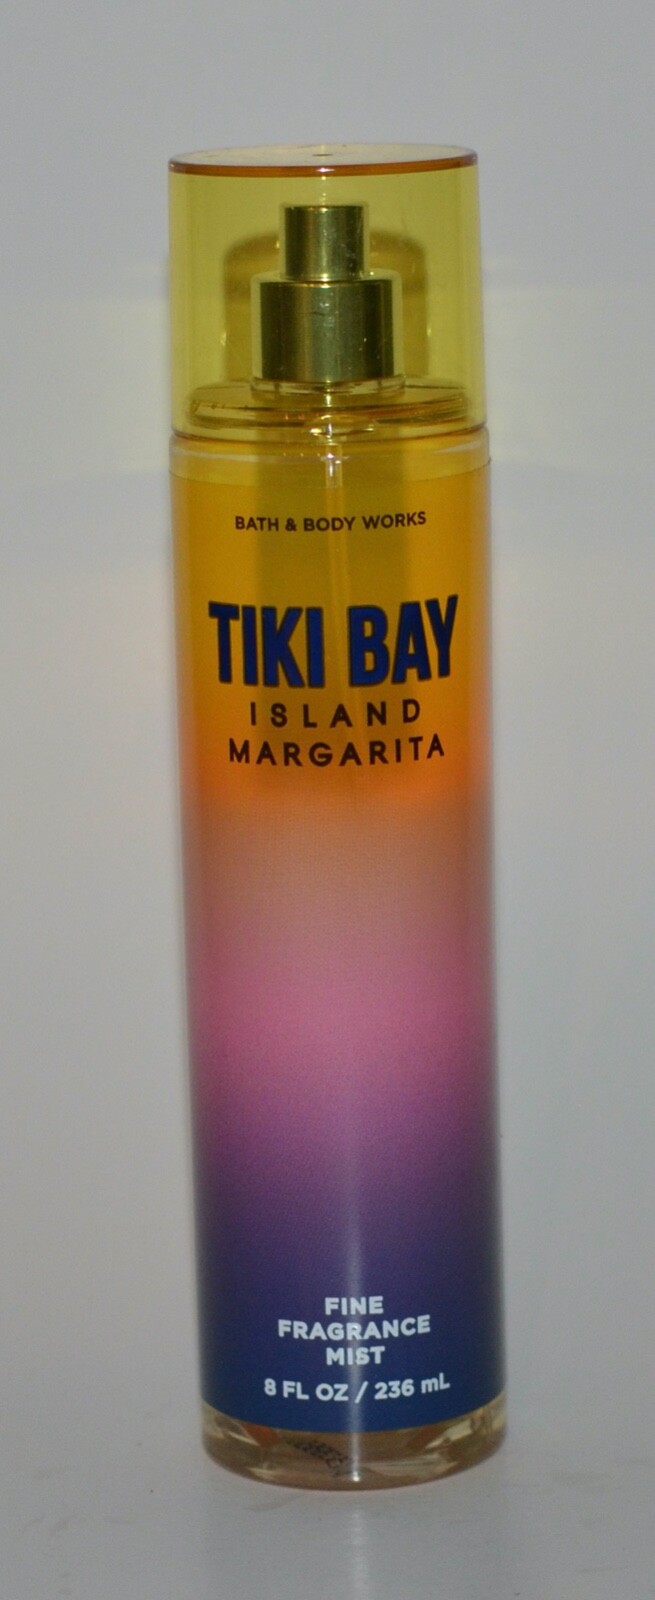 BATH & BODY WORKS
TIKI BAY
ISLAND
MARGARITA
FINE
FRAGRANCE
MIST
8 FL OZ / 236 mL